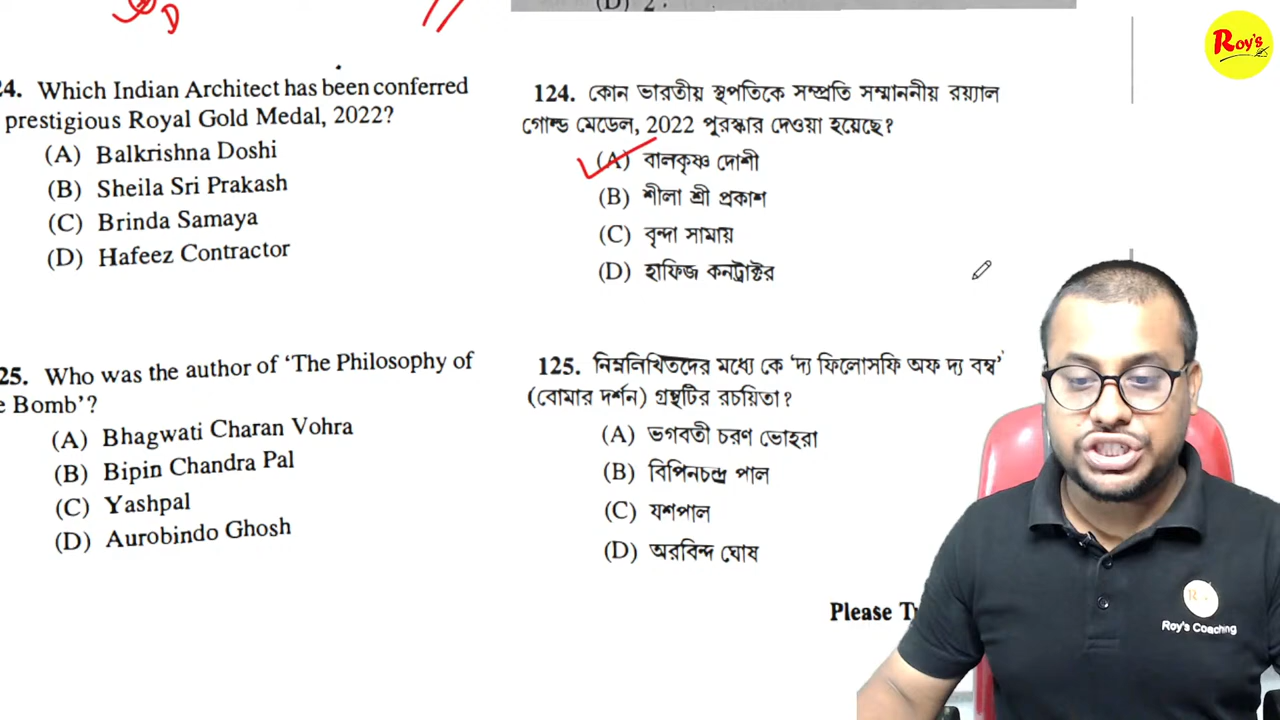 (D) 2
24. Which Indian Architect has been conferred
prestigious Royal Gold Medal, 2022?
(A) Balkrishna Doshi
(B) Sheila Sri Prakash
(C) Brinda Samaya
(D) Hafeez Contractor
25. Who was the author of ‘The Philosophy of
e Bomb’?
(A) Bhagwati Charan Vohra
(B) Bipin Chandra Pal
(C) Yashpal
(D) Aurobindo Ghosh
124. কোন ভারতীয় স্থপতিকে সম্প্রতি সম্মাননীয় রয়্যাল
গোল্ড মেডেল, 2022 পুরস্কার দেওয়া হয়েছে?
(A) বালকৃষ্ণ দোশী
(B) শীলা শ্রী প্রকাশ
(C) বৃন্দা সামায়
(D) হাফিজ কনট্রাক্টর
125. নিম্নলিখিতদের মধ্যে কে ‘দ্য ফিলোসফি অফ দ্য বম্ব’
(বোমার দর্শন) গ্রন্থটির রচয়িতা?
(A) ভগবতী চরণ ভোহরা
(B) বিপিনচন্দ্র পাল
(C) যশপাল
(D) অরবিন্দ ঘোষ
Please
Roy's
Roy's Coaching